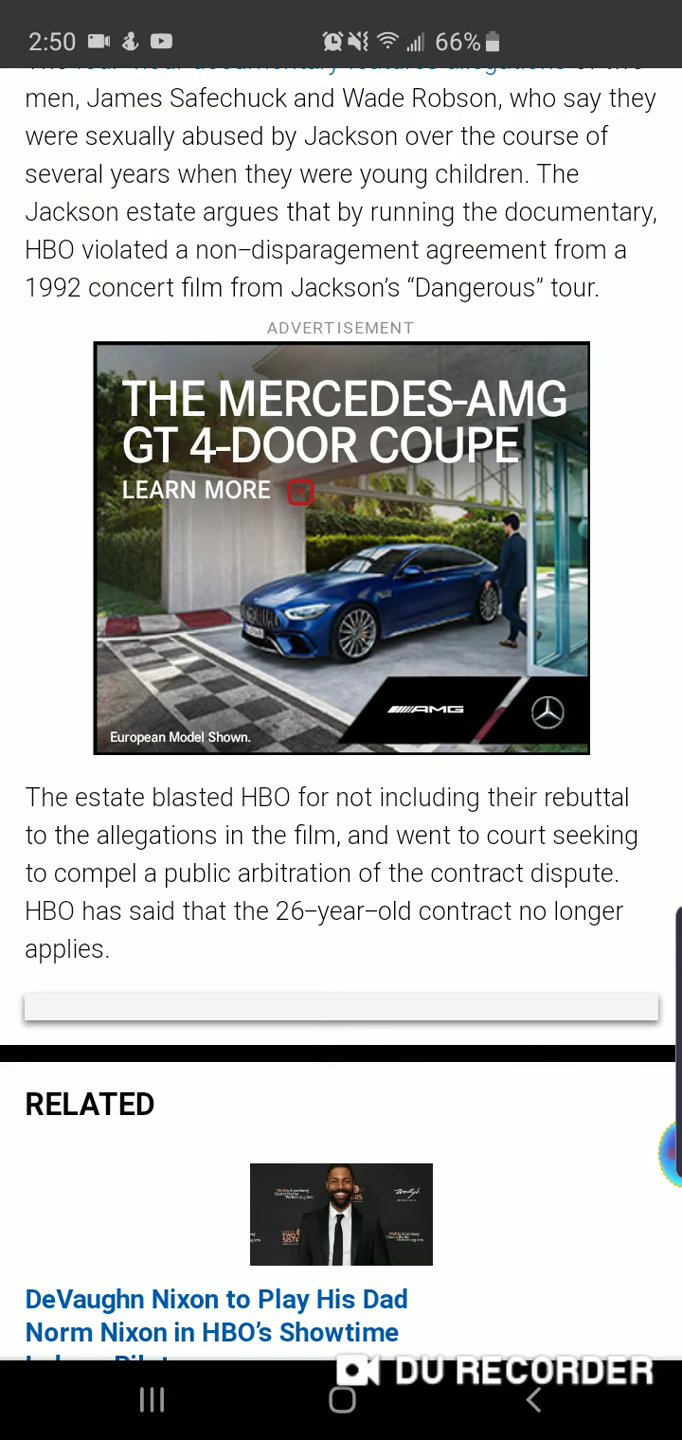 2:50
66%
men, James Safechuck and Wade Robson, who say they
were sexually abused by Jackson over the course of
several years when they were young children. The
Jackson estate argues that by running the documentary,
HBO violated a non-disparagement agreement from a
1992 concert film from Jackson's “Dangerous” tour.
ADVERTISEMENT
THE MERCEDES-AMG
GT 4-DOOR COUPE
LEARN MORE
AMG
European Model Shown.
The estate blasted HBO for not including their rebuttal
to the allegations in the film, and went to court seeking
to compel a public arbitration of the contract dispute.
HBO has said that the 26-year-old contract no longer
applies.
RELATED
DeVaughn Nixon to Play His Dad
Norm Nixon in HBO's Showtime
DU RECORDER